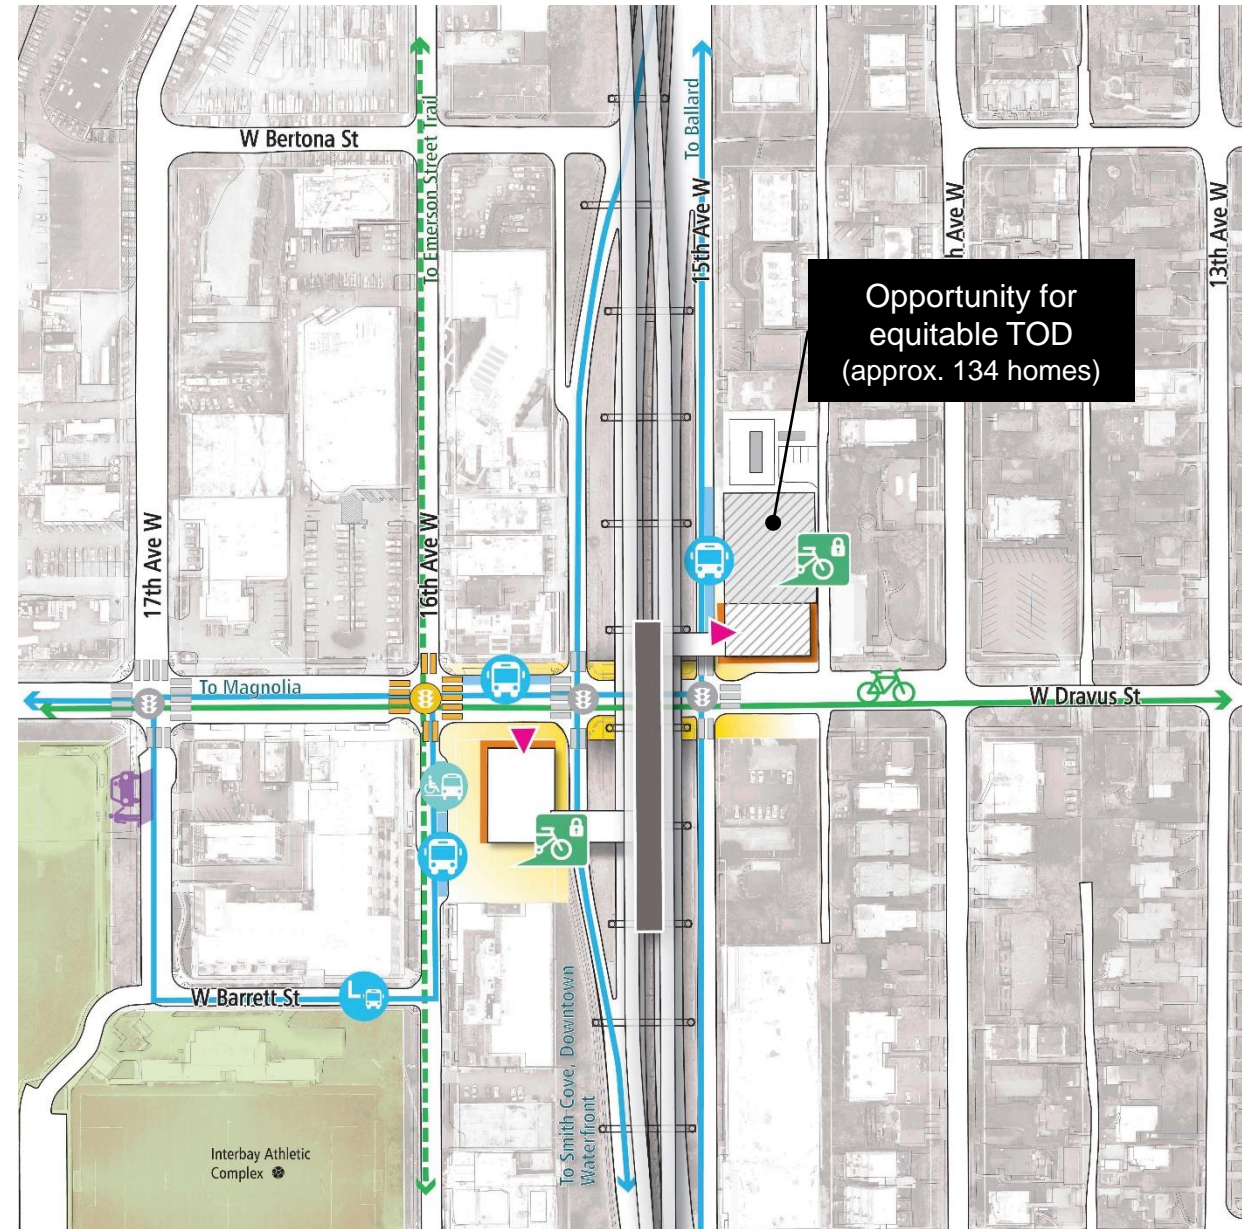 W Bertona St
To Emerson Street Trail
To Ballard
15th Ave W
h Ave W
13th Ave W
Opportunity for
equitable TOD
(approx. 134 homes)
17th Ave W
16th Ave W
To Magnolia
W Dravus St
W Barrett St
L
To Smith Cove, Downtown
Waterfront
Interbay Athletic
Complex